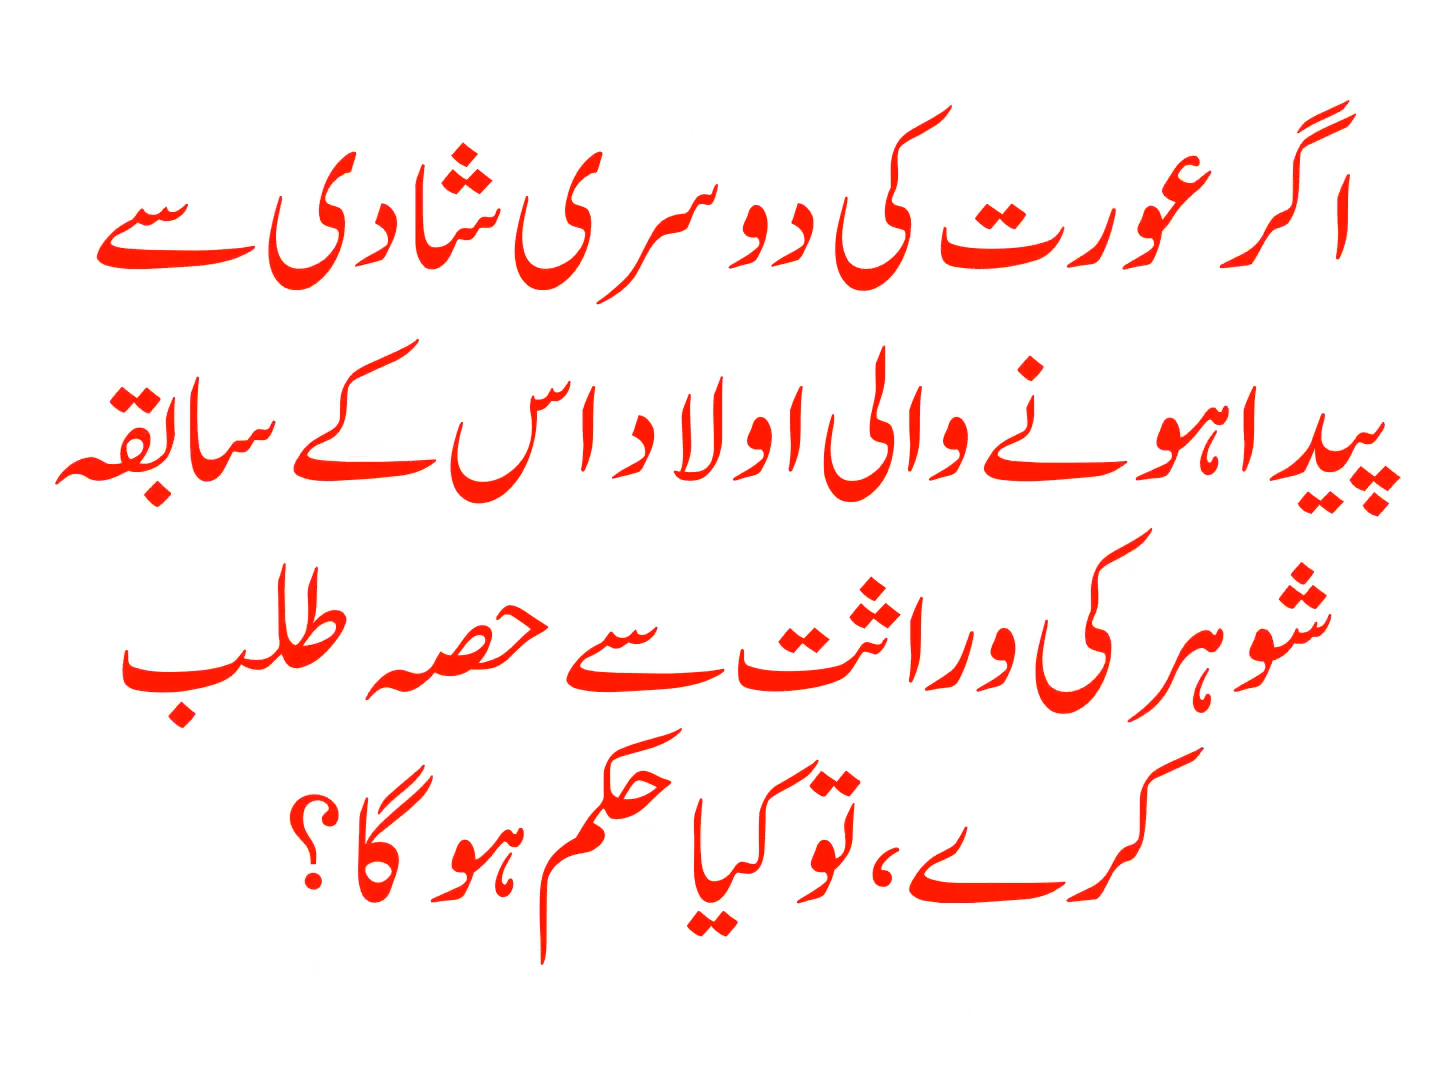 اگر عورت کی دوسری شادی سے
پیدا ہونے والی اولاد اس کے سابقہ
شوہر کی وراثت سے حصہ طلب
کرے، تو کیا حکم ہو گا؟